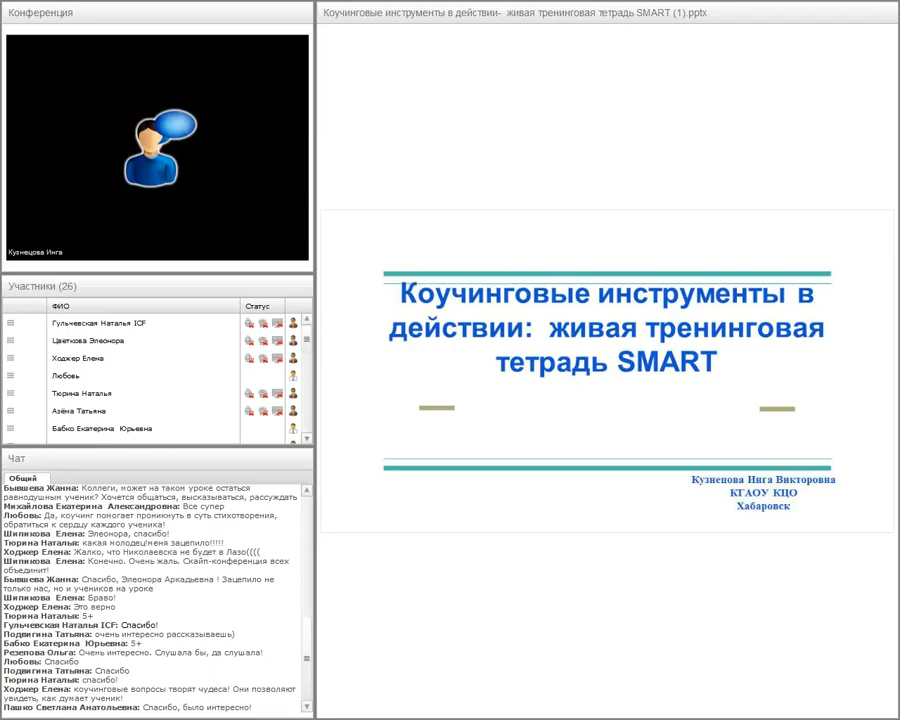 Конференция
Кузнецова Инга
Участники (26)
ФИО Статус
Гульчевская Наталья ICF
Цветкова Элеонора
Ходжер Елена
Любовь
Тюрина Наталья
Азёма Татьяна
Бабко Екатерина Юрьевна
Чат
Общий
Бывшева Жанна: Коллеги, может на таком уроке остаться
равнодушным ученик? Хочется общаться, высказываться, рассуждать
Михайлова Екатерина Александровна: Все супер
Любовь: Да, коучинг помогает проникнуть в суть стихотворения,
обратиться к сердцу каждого ученика!
Шипикова Елена: Элеонора, спасибо!
Тюрина Наталья: какая молодец!меня зацепило!!!!!
Ходжер Елена: Жалко, что Николаевска не будет в Лазо((((
Шипикова Елена: Конечно. Очень жаль. Скайп-конференция всех
объединит!
Бывшева Жанна: Спасибо, Элеонора Аркадьевна ! Зацепило не
только нас, но и учеников на уроке
Шипикова Елена: Браво!
Ходжер Елена: Это верно
Тюрина Наталья: 5+
Гульчевская Наталья ICF: Спасибо!
Подвигина Татьяна: очень интересно рассказываешь)
Бабко Екатерина Юрьевна: 5+
Резепова Ольга: Очень интересно. Слушала бы, да слушала!
Любовь: Спасибо
Подвигина Татьяна: Спасибо
Тюрина Наталья: спасибо!
Ходжер Елена: коучинговые вопросы творят чудеса! Они позволяют
увидеть, как думает ученик!
Пашко Светлана Анатольевна: Спасибо, было интересно!
Коучинговые инструменты в действии- живая тренинговая тетрадь SMART (1).pptx
Коучинговые инструменты в
действии: живая тренинговая
тетрадь SMART
Кузнецова Инга Викторовна
КГАОУ КЦО
Хабаровск